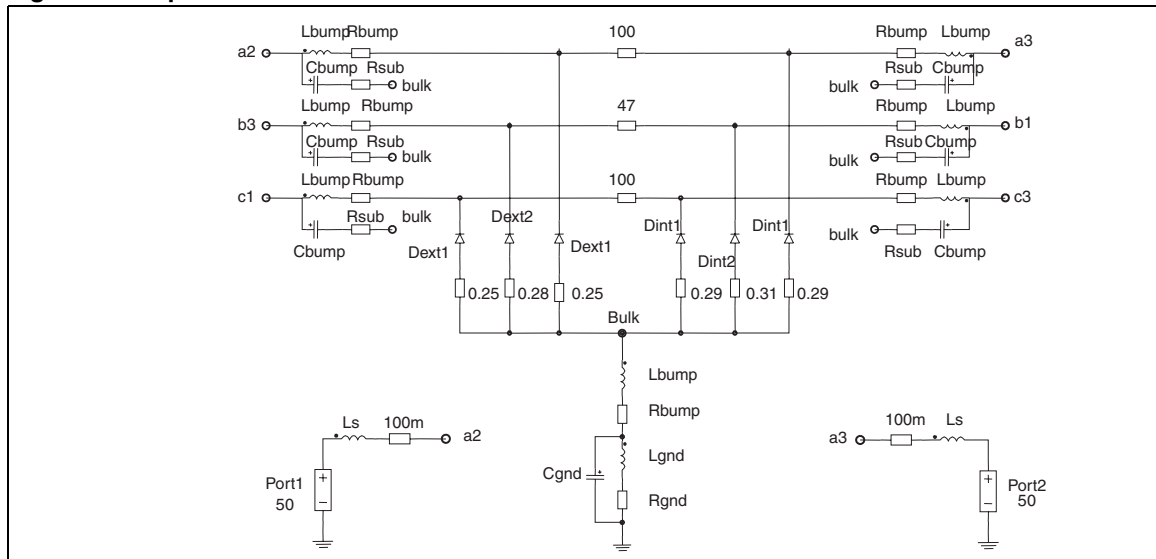 Lbump Rbump 100 Rbump Lbump
a2 a3
Cbump Rsub Rsub Cbump
bulk bulk
Lbump Rbump 47 Rbump Lbump
b3 b1
Cbump Rsub Rsub Cbump
bulk bulk
Lbump Rbump 100 Rbump Lbump
c1 c3
Rsub bulk Dext2 Dint1 Dint1 bulk
Cbump Dext1 Dext1 Dint2 Rsub Cbump
0.25 0.28 0.25 0.29 0.31 0.29
Bulk
Lbump
Rbump
Ls 100m a2 a3 100m Ls
Lgnd
Cgnd
Rgnd
Port1 Port2
50 50
+ - + -